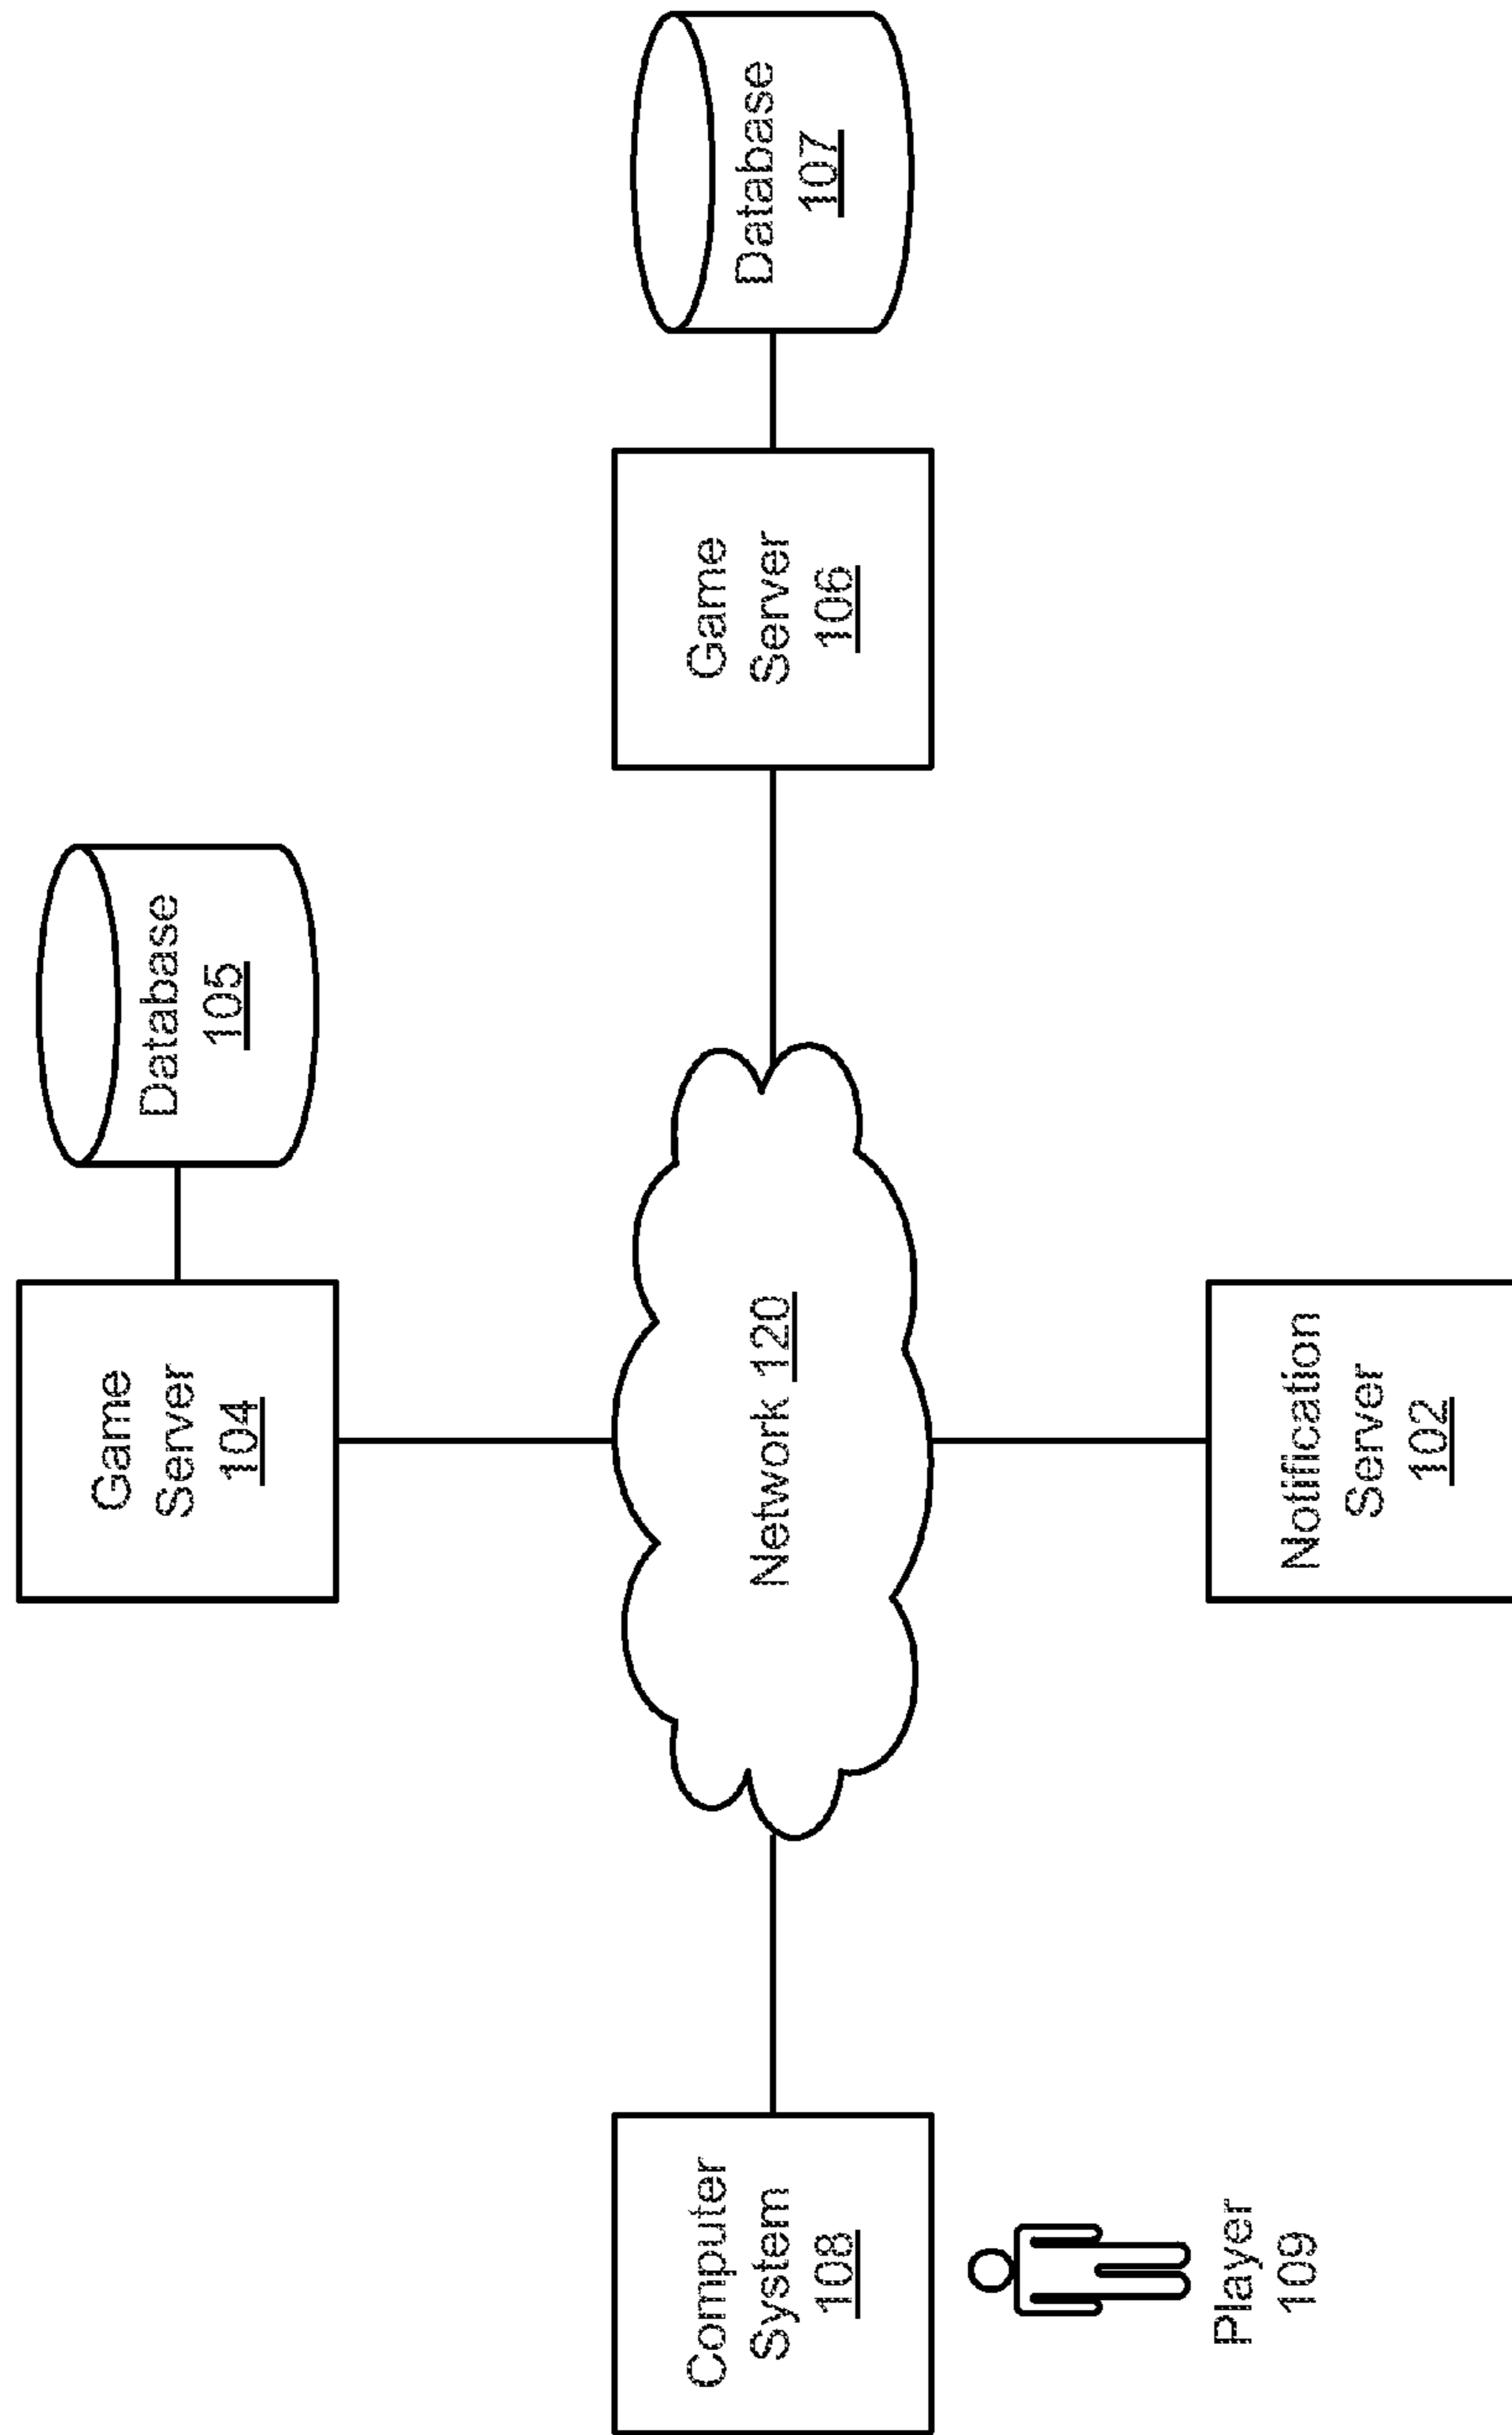 Game
Server
104
Database
105
Computer
System
108
Network 120
Game
Server
106
Database
107
Player
109
Notification
Server
102